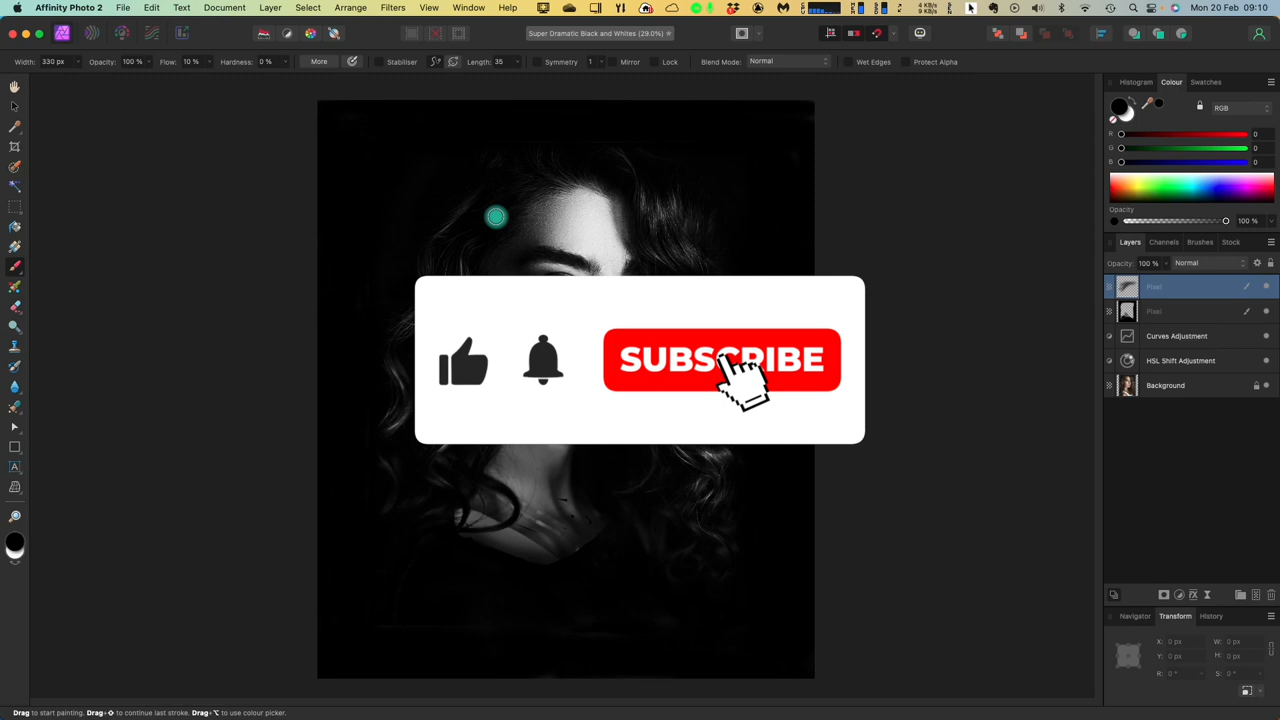 Affinity Photo 2 File Edit Text Document Layer Select Arrange Filters View Window Help 4 KB/s 9 KB/s Mon 20 Feb 09:10
Super Dramatic Black and Whites (29.0%)
Width: 330 px Opacity: 100 % Flow: 10 % Hardness: 0 % More Stabiliser Length: 35 Symmetry 1 Mirror Lock Blend Mode: Normal Wet Edges Protect Alpha
Histogram Colour Swatches
RGB
R 0
G 0
B 0
Opacity
100 %
Layers Channels Brushes Stock
Opacity: 100 % Normal
Pixel
Pixel
Curves Adjustment
HSL Shift Adjustment
Background
SUBSCRIBE
Navigator Transform History
X: 0 px W: 0 px
Y: 0 px H: 0 px
R: 0 ° S: 0 °
Drag to start painting. Drag+⇧ to continue last stroke. Drag+⌥ to use colour picker.